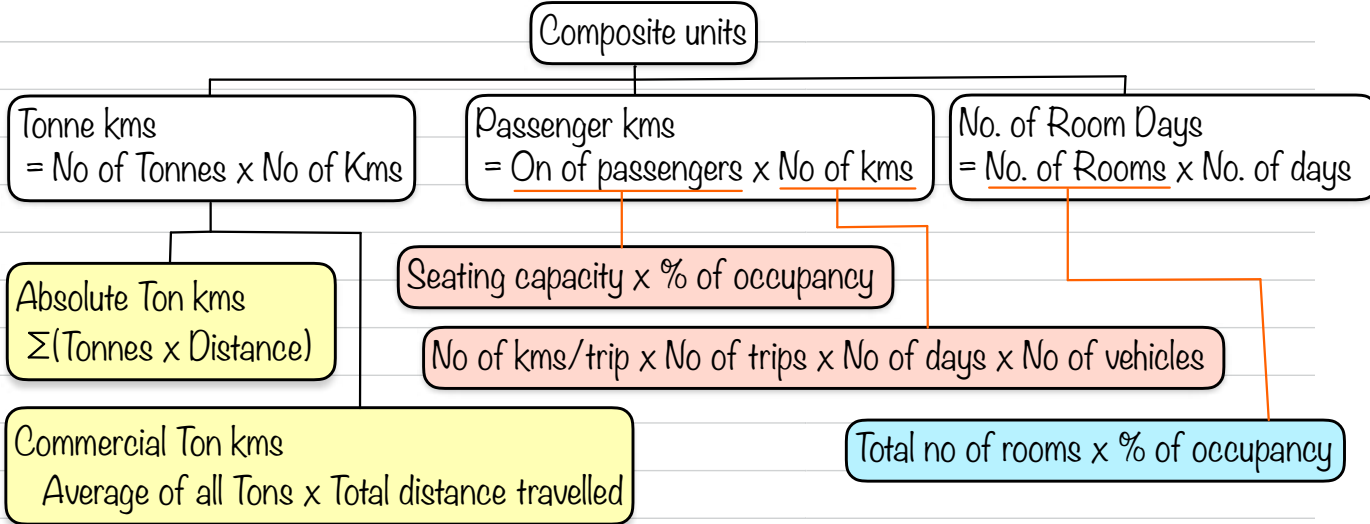 Composite units
Tonne kms
= No of Tonnes x No of Kms
Passenger kms
= On of passengers x No of kms
No. of Room Days
= No. of Rooms x No. of days
Seating capacity x % of occupancy
Absolute Ton kms
Σ(Tonnes x Distance)
No of kms/trip x No of trips x No of days x No of vehicles
Commercial Ton kms
Average of all Tons x Total distance travelled
Total no of rooms x % of occupancy